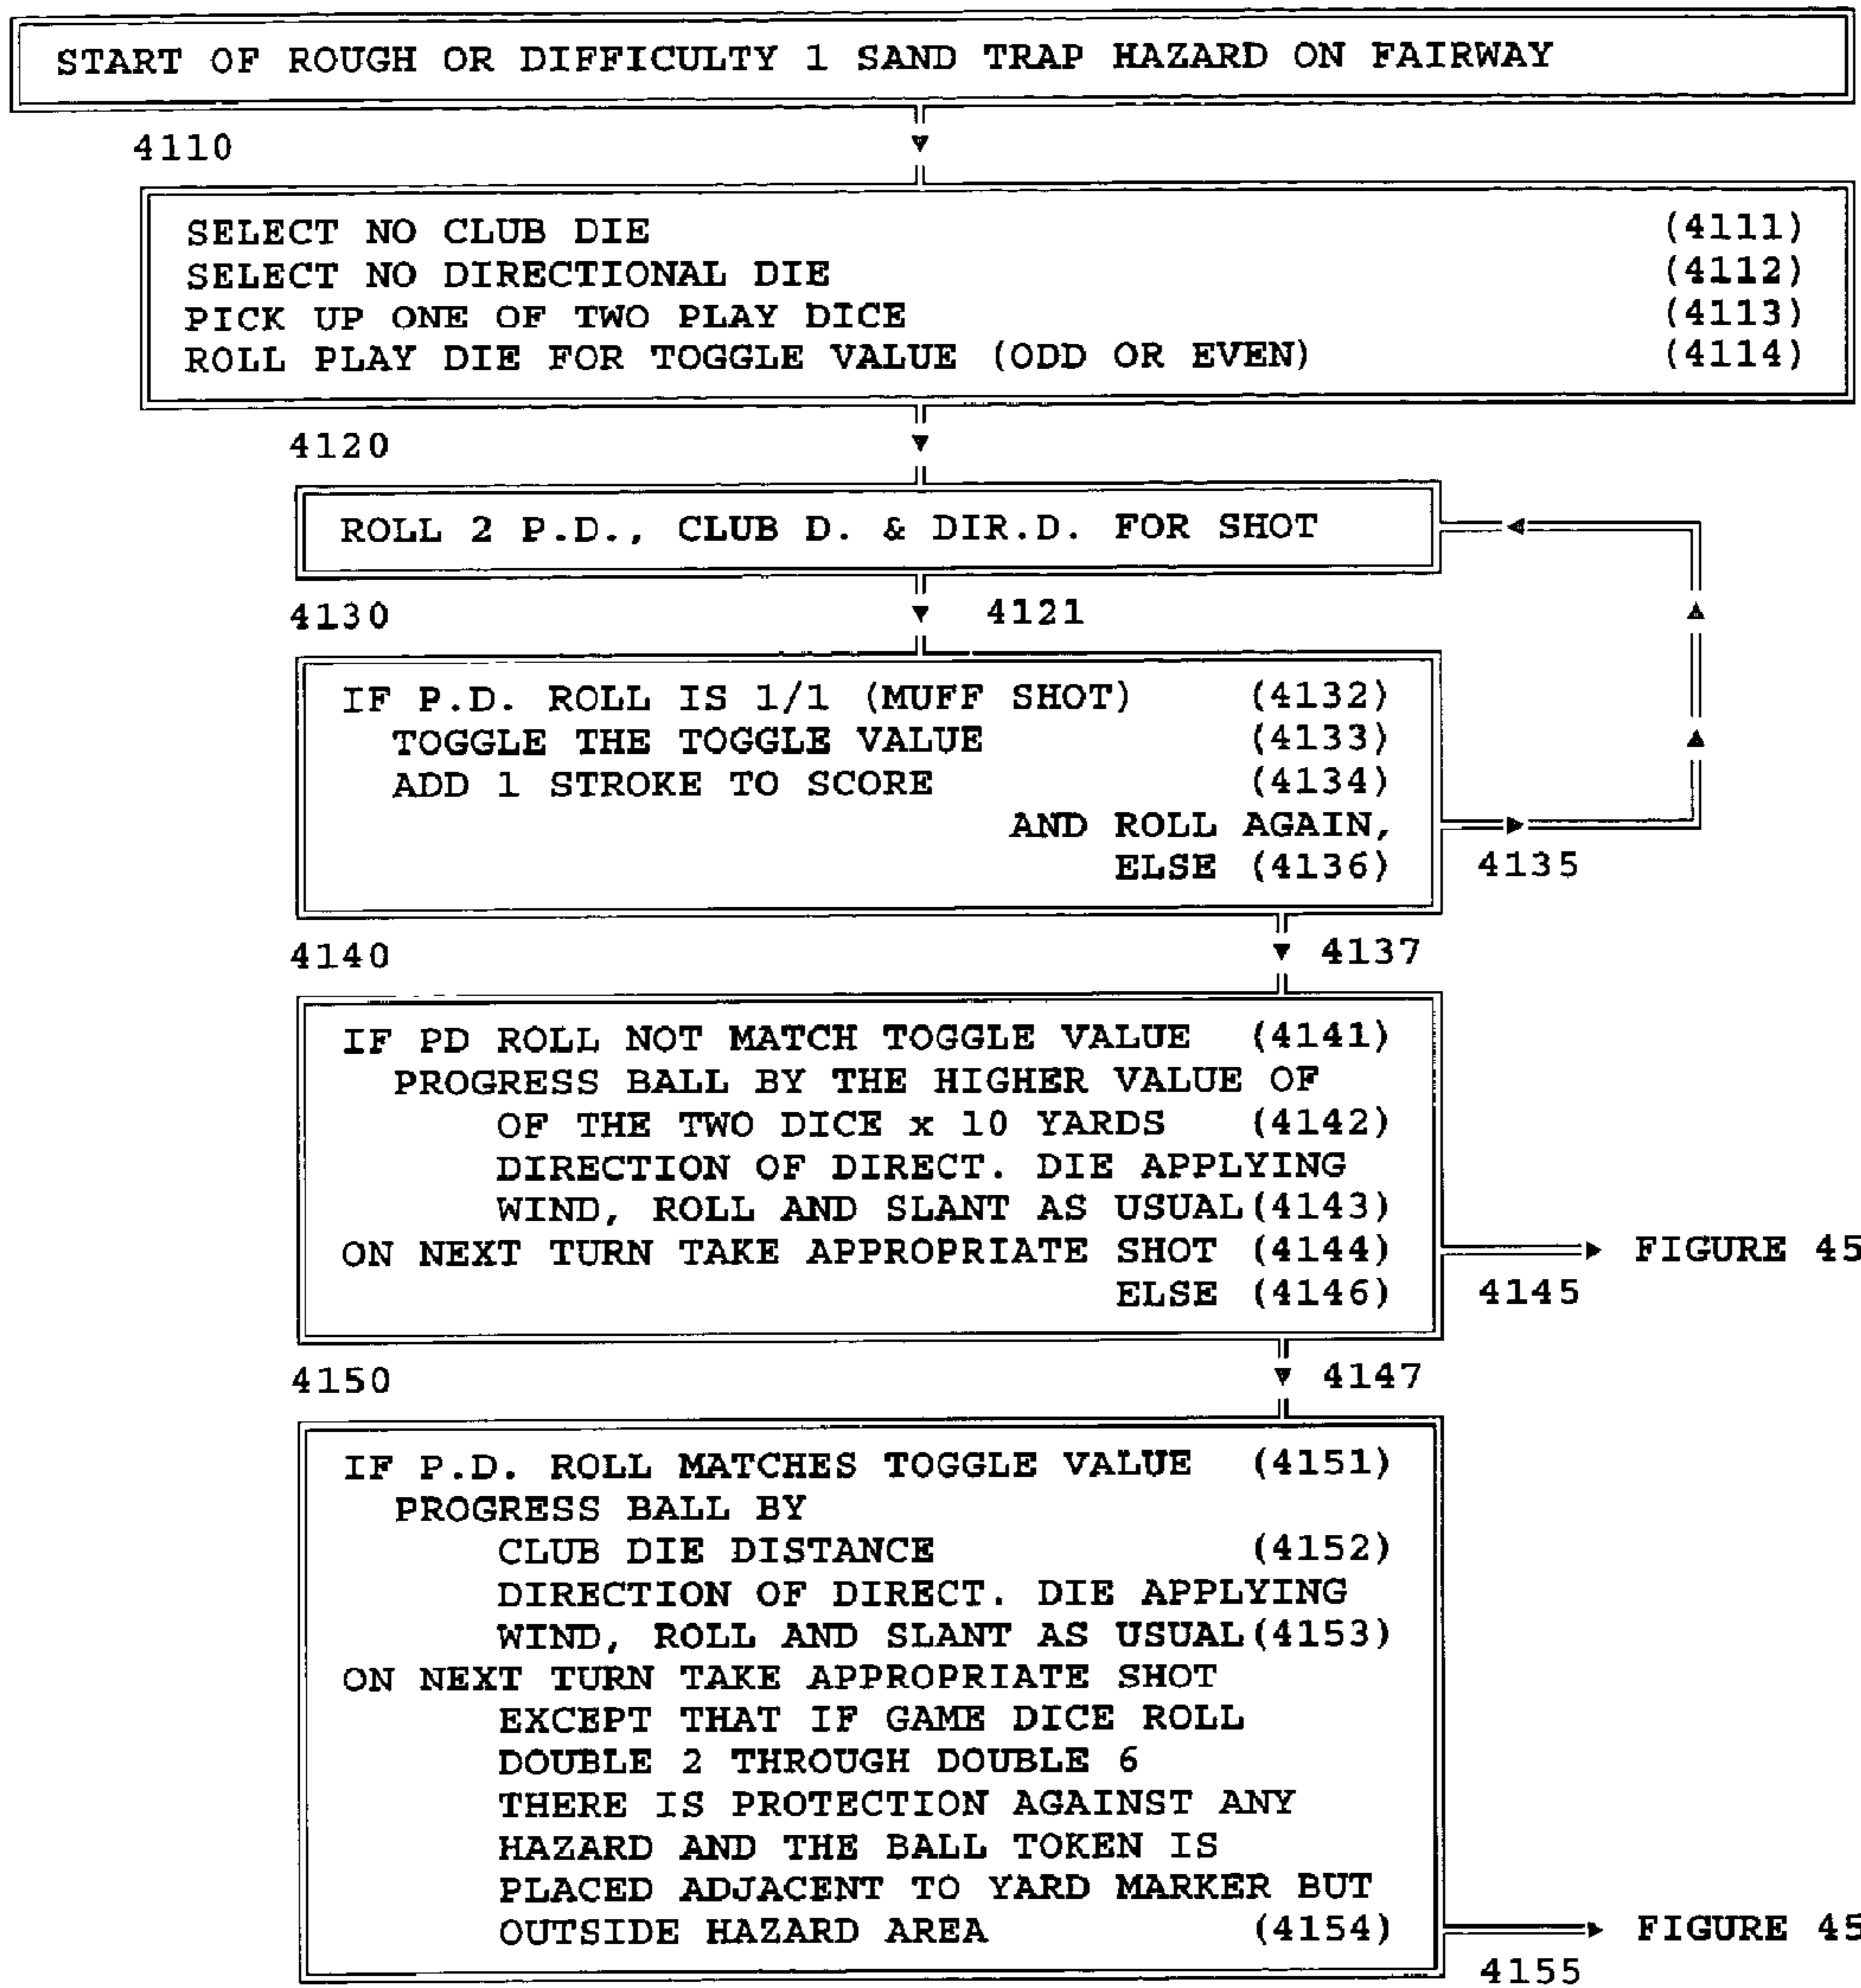 START OF ROUGH OR DIFFICULTY 1 SAND TRAP HAZARD ON FAIRWAY
4110
SELECT NO CLUB DIE (4111)
SELECT NO DIRECTIONAL DIE (4112)
PICK UP ONE OF TWO PLAY DICE (4113)
ROLL PLAY DIE FOR TOGGLE VALUE (ODD OR EVEN) (4114)
4120
ROLL 2 P.D., CLUB D. & DIR.D. FOR SHOT
4130 4121
IF P.D. ROLL IS 1/1 (MUFF SHOT) (4132)
TOGGLE THE TOGGLE VALUE (4133)
ADD 1 STROKE TO SCORE (4134)
AND ROLL AGAIN,
ELSE (4136) 4135
4140 4137
IF PD ROLL NOT MATCH TOGGLE VALUE (4141)
PROGRESS BALL BY THE HIGHER VALUE OF
OF THE TWO DICE x 10 YARDS (4142)
DIRECTION OF DIRECT. DIE APPLYING
WIND, ROLL AND SLANT AS USUAL(4143)
ON NEXT TURN TAKE APPROPRIATE SHOT (4144) FIGURE 45
ELSE (4146) 4145
4150 4147
IF P.D. ROLL MATCHES TOGGLE VALUE (4151)
PROGRESS BALL BY
CLUB DIE DISTANCE (4152)
DIRECTION OF DIRECT. DIE APPLYING
WIND, ROLL AND SLANT AS USUAL(4153)
ON NEXT TURN TAKE APPROPRIATE SHOT
EXCEPT THAT IF GAME DICE ROLL
DOUBLE 2 THROUGH DOUBLE 6
THERE IS PROTECTION AGAINST ANY
HAZARD AND THE BALL TOKEN IS
PLACED ADJACENT TO YARD MARKER BUT
OUTSIDE HAZARD AREA (4154) FIGURE 45
4155